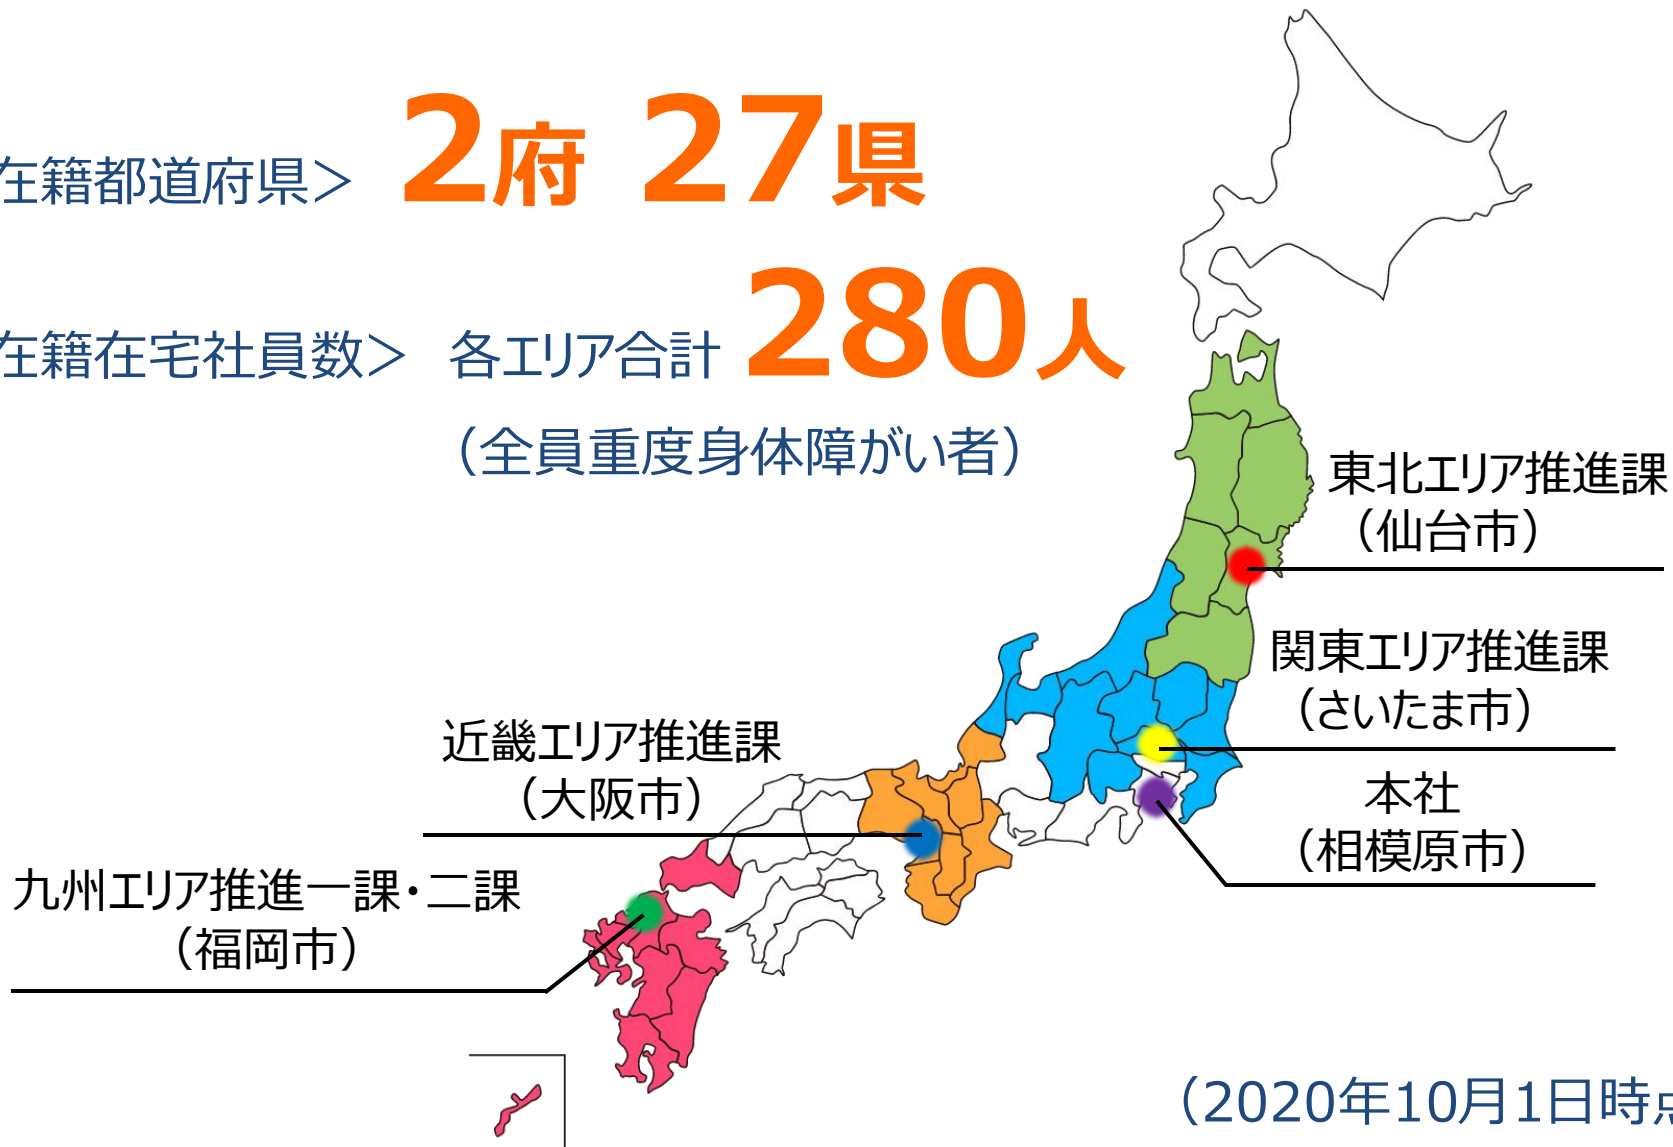 在籍都道府県＞ 2府 27県
在籍在宅社員数＞ 各エリア合計 280人
（全員重度身体障がい者）
東北エリア推進課
（仙台市）
関東エリア推進課
（さいたま市）
本社
（相模原市）
近畿エリア推進課
（大阪市）
九州エリア推進一課・二課
（福岡市）
（2020年10月1日時点